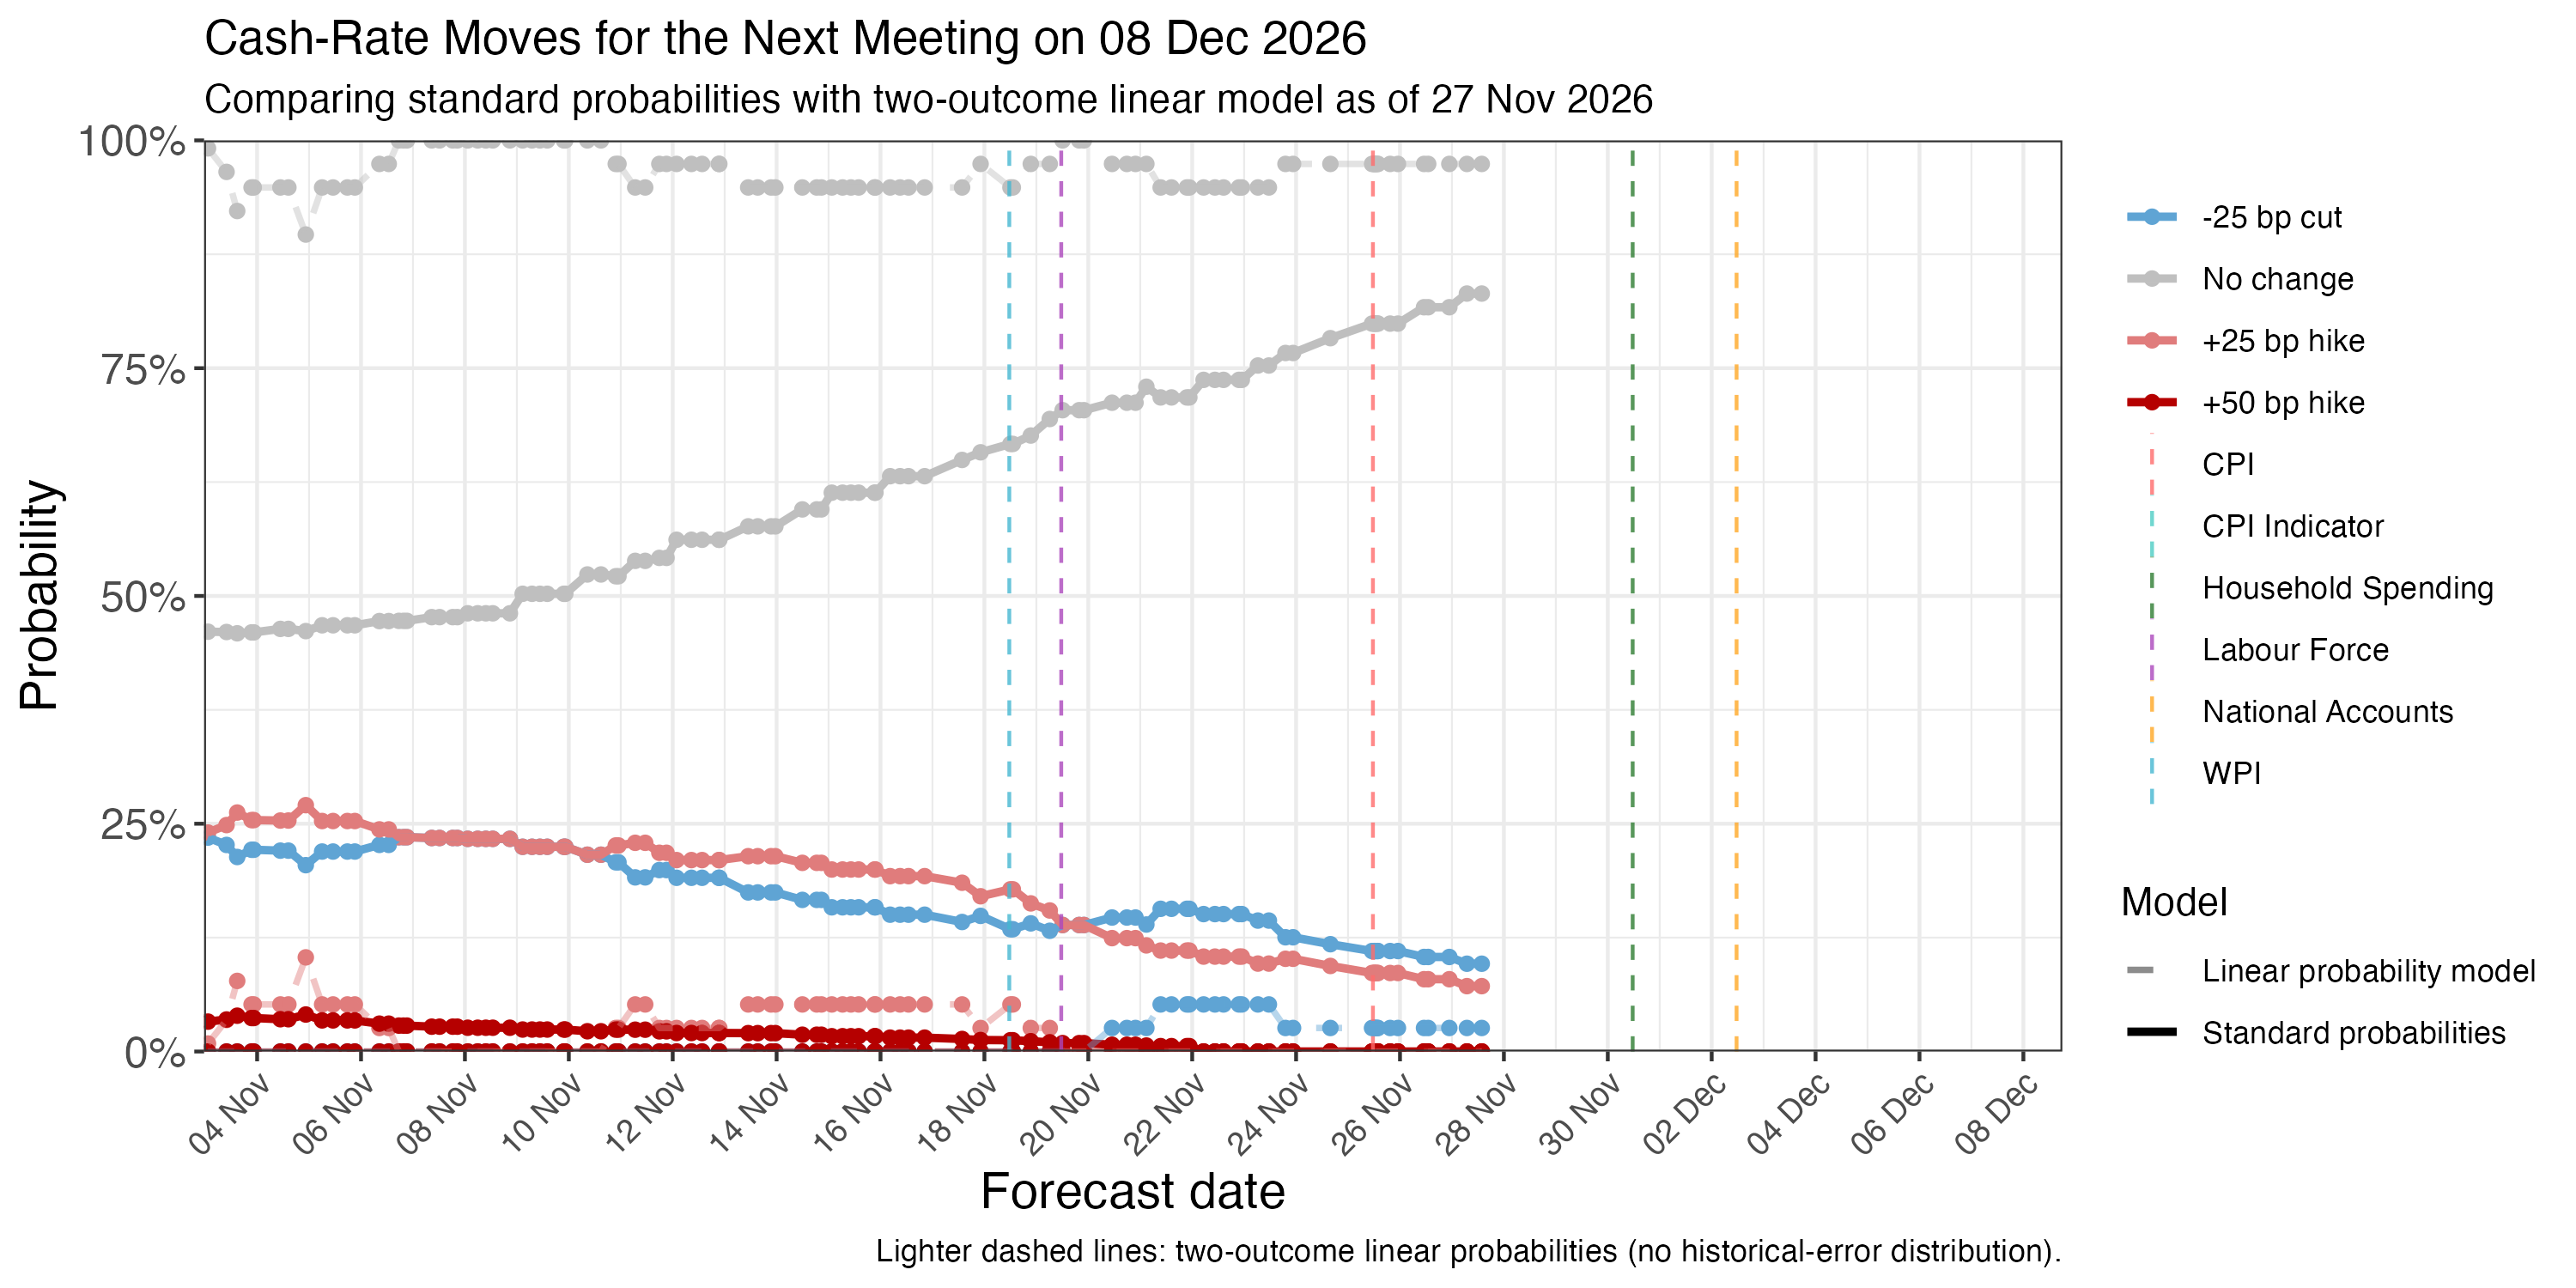 Cash-Rate Moves for the Next Meeting on 08 Dec 2026
Comparing standard probabilities with two-outcome linear model as of 27 Nov 2026
Probability
100%
75%
50%
25%
0%
04 Nov
06 Nov
08 Nov
10 Nov
12 Nov
14 Nov
16 Nov
18 Nov
20 Nov
22 Nov
24 Nov
26 Nov
28 Nov
30 Nov
02 Dec
04 Dec
06 Dec
08 Dec
Forecast date
-25 bp cut
No change
+25 bp hike
+50 bp hike
CPI
CPI Indicator
Household Spending
Labour Force
National Accounts
WPI
Model
Linear probability model
Standard probabilities
Lighter dashed lines: two-outcome linear probabilities (no historical-error distribution).